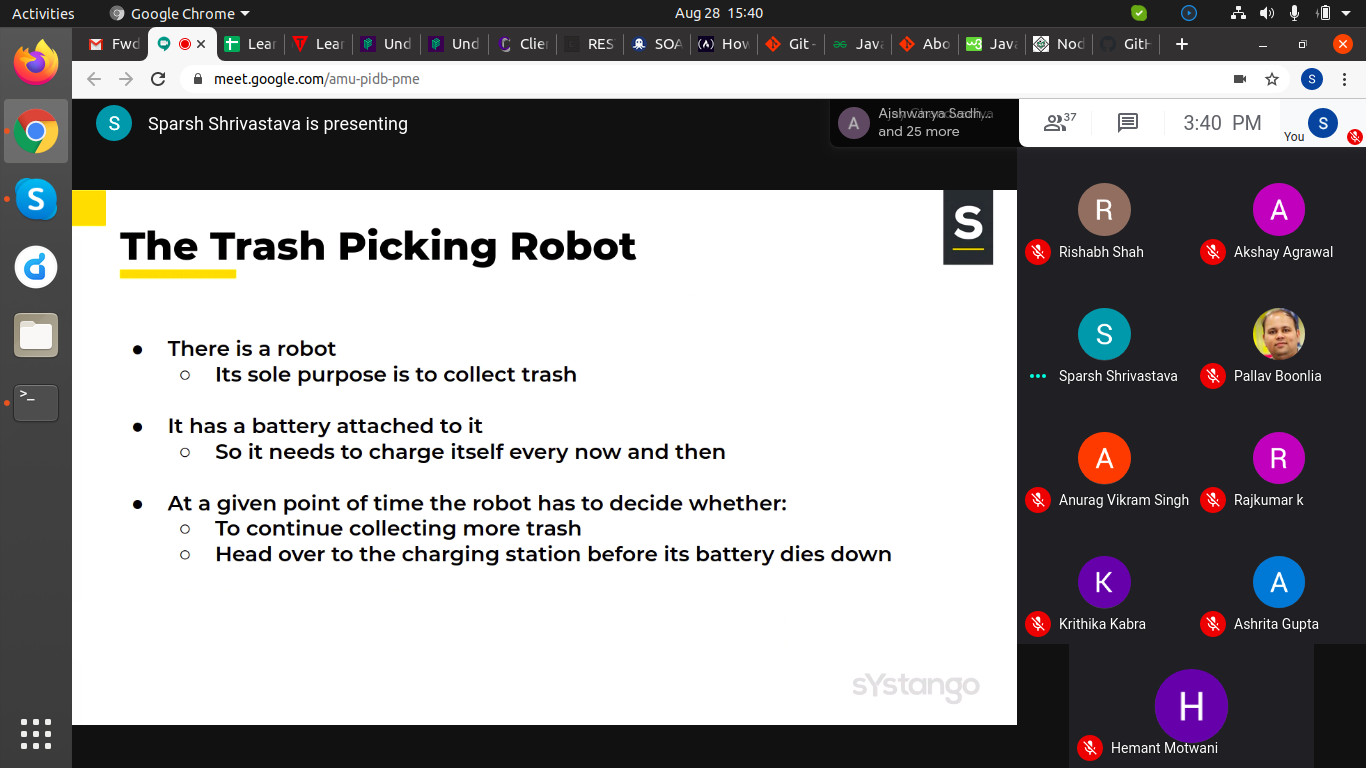 Activities
Google Chrome
Aug 28 15:40
Fwd
Lear
Lear
Und
Und
Clie
RES
SOA
How
Git -
Java
Abo
Java
Nod
GitH
meet.google.com/amu-pidb-pme
S
S Sparsh Shrivastava is presenting
A
and 25 more
37
3:40 PM
You
S
The Trash Picking Robot
S
● There is a robot
○ Its sole purpose is to collect trash
● It has a battery attached to it
○ So it needs to charge itself every now and then
● At a given point of time the robot has to decide whether:
○ To continue collecting more trash
○ Head over to the charging station before its battery dies down
sYstango
R
Rishabh Shah
A
Akshay Agrawal
S
Sparsh Shrivastava
Pallav Boonlia
A
Anurag Vikram Singh
R
Rajkumar k
K
Krithika Kabra
A
Ashrita Gupta
H
Hemant Motwani